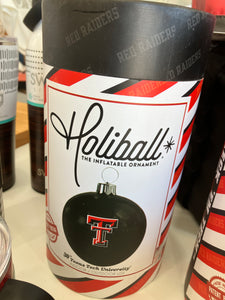 RED RAIDERS
Holiball
THE INFLATABLE ORNAMENT
T
Texas Tech University